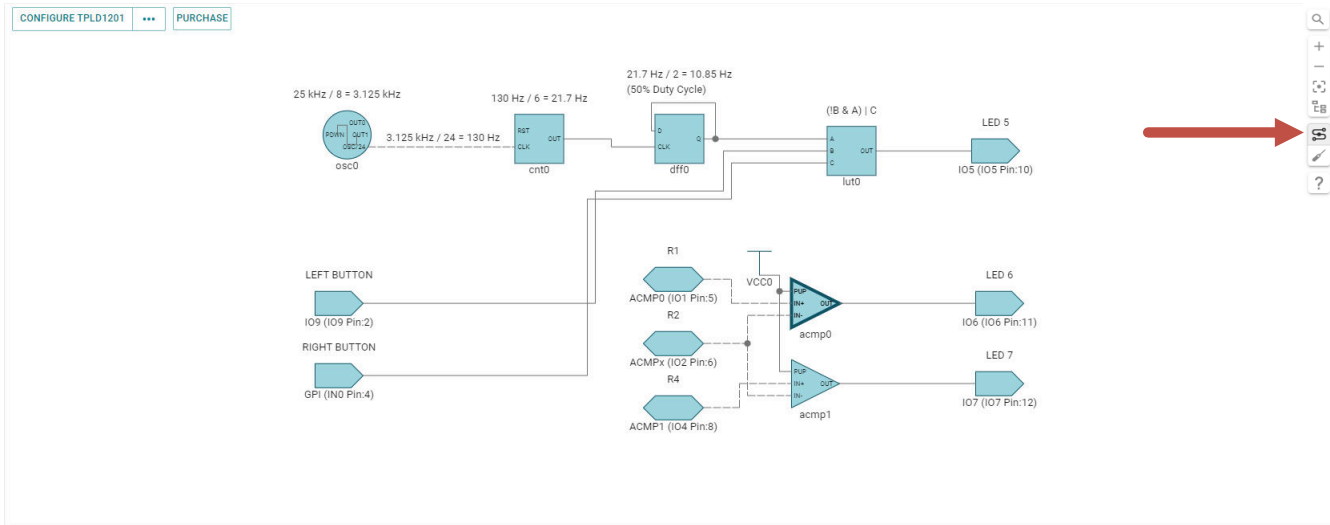 CONFIGURE TPLD1201
•••
PURCHASE
21.7 Hz / 2 = 10.85 Hz
(50% Duty Cycle)
25 kHz / 8 = 3.125 kHz
130 Hz / 6 = 21.7 Hz
(!B & A) | C
LED 5
OUT0
POWN
OUT1
OSC/24
3.125 kHz / 24 = 130 Hz
osc0
RST
OUT
CLK
cnt0
D
Q
CLK
dff0
A
B
OUT
C
lut0
IO5 (IO5 Pin:10)
?
R1
LEFT BUTTON
VCC0
LED 6
PUP
IN+
OUT
IN-
ACMP0 (IO1 Pin:5)
R2
IO9 (IO9 Pin:2)
IO6 (IO6 Pin:11)
acmp0
RIGHT BUTTON
LED 7
ACMPx (IO2 Pin:6)
R4
PUP
IN+
OUT
IN-
GPI (IN0 Pin:4)
IO7 (IO7 Pin:12)
acmp1
ACMP1 (IO4 Pin:8)